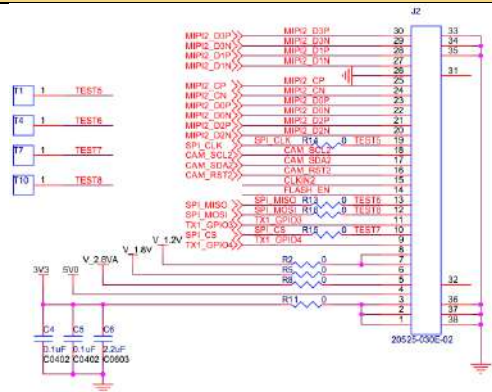 J2
MIPI2_D3P MIPI2_D3P 30 33
MIPI2_D3N MIPI2_D3N 29 34
MIPI2_D1P MIPI2_D1P 28 35
MIPI2_D1N MIPI2_D1N 27
26 31
MIPI2_CP MIPI2_CP 25
T1 1 TEST5
MIPI2_CN MIPI2_CN 24
MIPI2_D0P MIPI2_D0P 23
MIPI2_D0N MIPI2_D0N 22
T4 1 TEST6
MIPI2_D2P MIPI2_D2P 21
MIPI2_D2N MIPI2_D2N 20
SPI_CLK SPI_CLK R14 0 TEST5 19
T7 1 TEST7
CAM_SCL2 CAM_SCL2 18
CAM_SDA2 CAM_SDA2 17
CAM_RST2 CAM_RST2 16
T10 1 TEST8
CLKIN2 15
FLASH_EN 14
SPI_MISO SPI_MISO R13 0 TEST6 13
SPI_MOSI SPI_MOSI 0 TEST8 12
TX1_GPIO3 TX1_GPIO3 11
SPI_CS SPI_CS R15 0 TEST7 10
TX1_GPIO4 TX1_GPIO4 9
V_1.2V 8
V_1.8V R2 0 7
V_2.8VA R5 0 6
3V3 5V0 R8 0 5 32
4
R11 0 3 36
2 37
1 38
C4 C5 C6
0.1uF 0.1uF 2.2uF
C0402 C0402 C0603
20525-030E-02